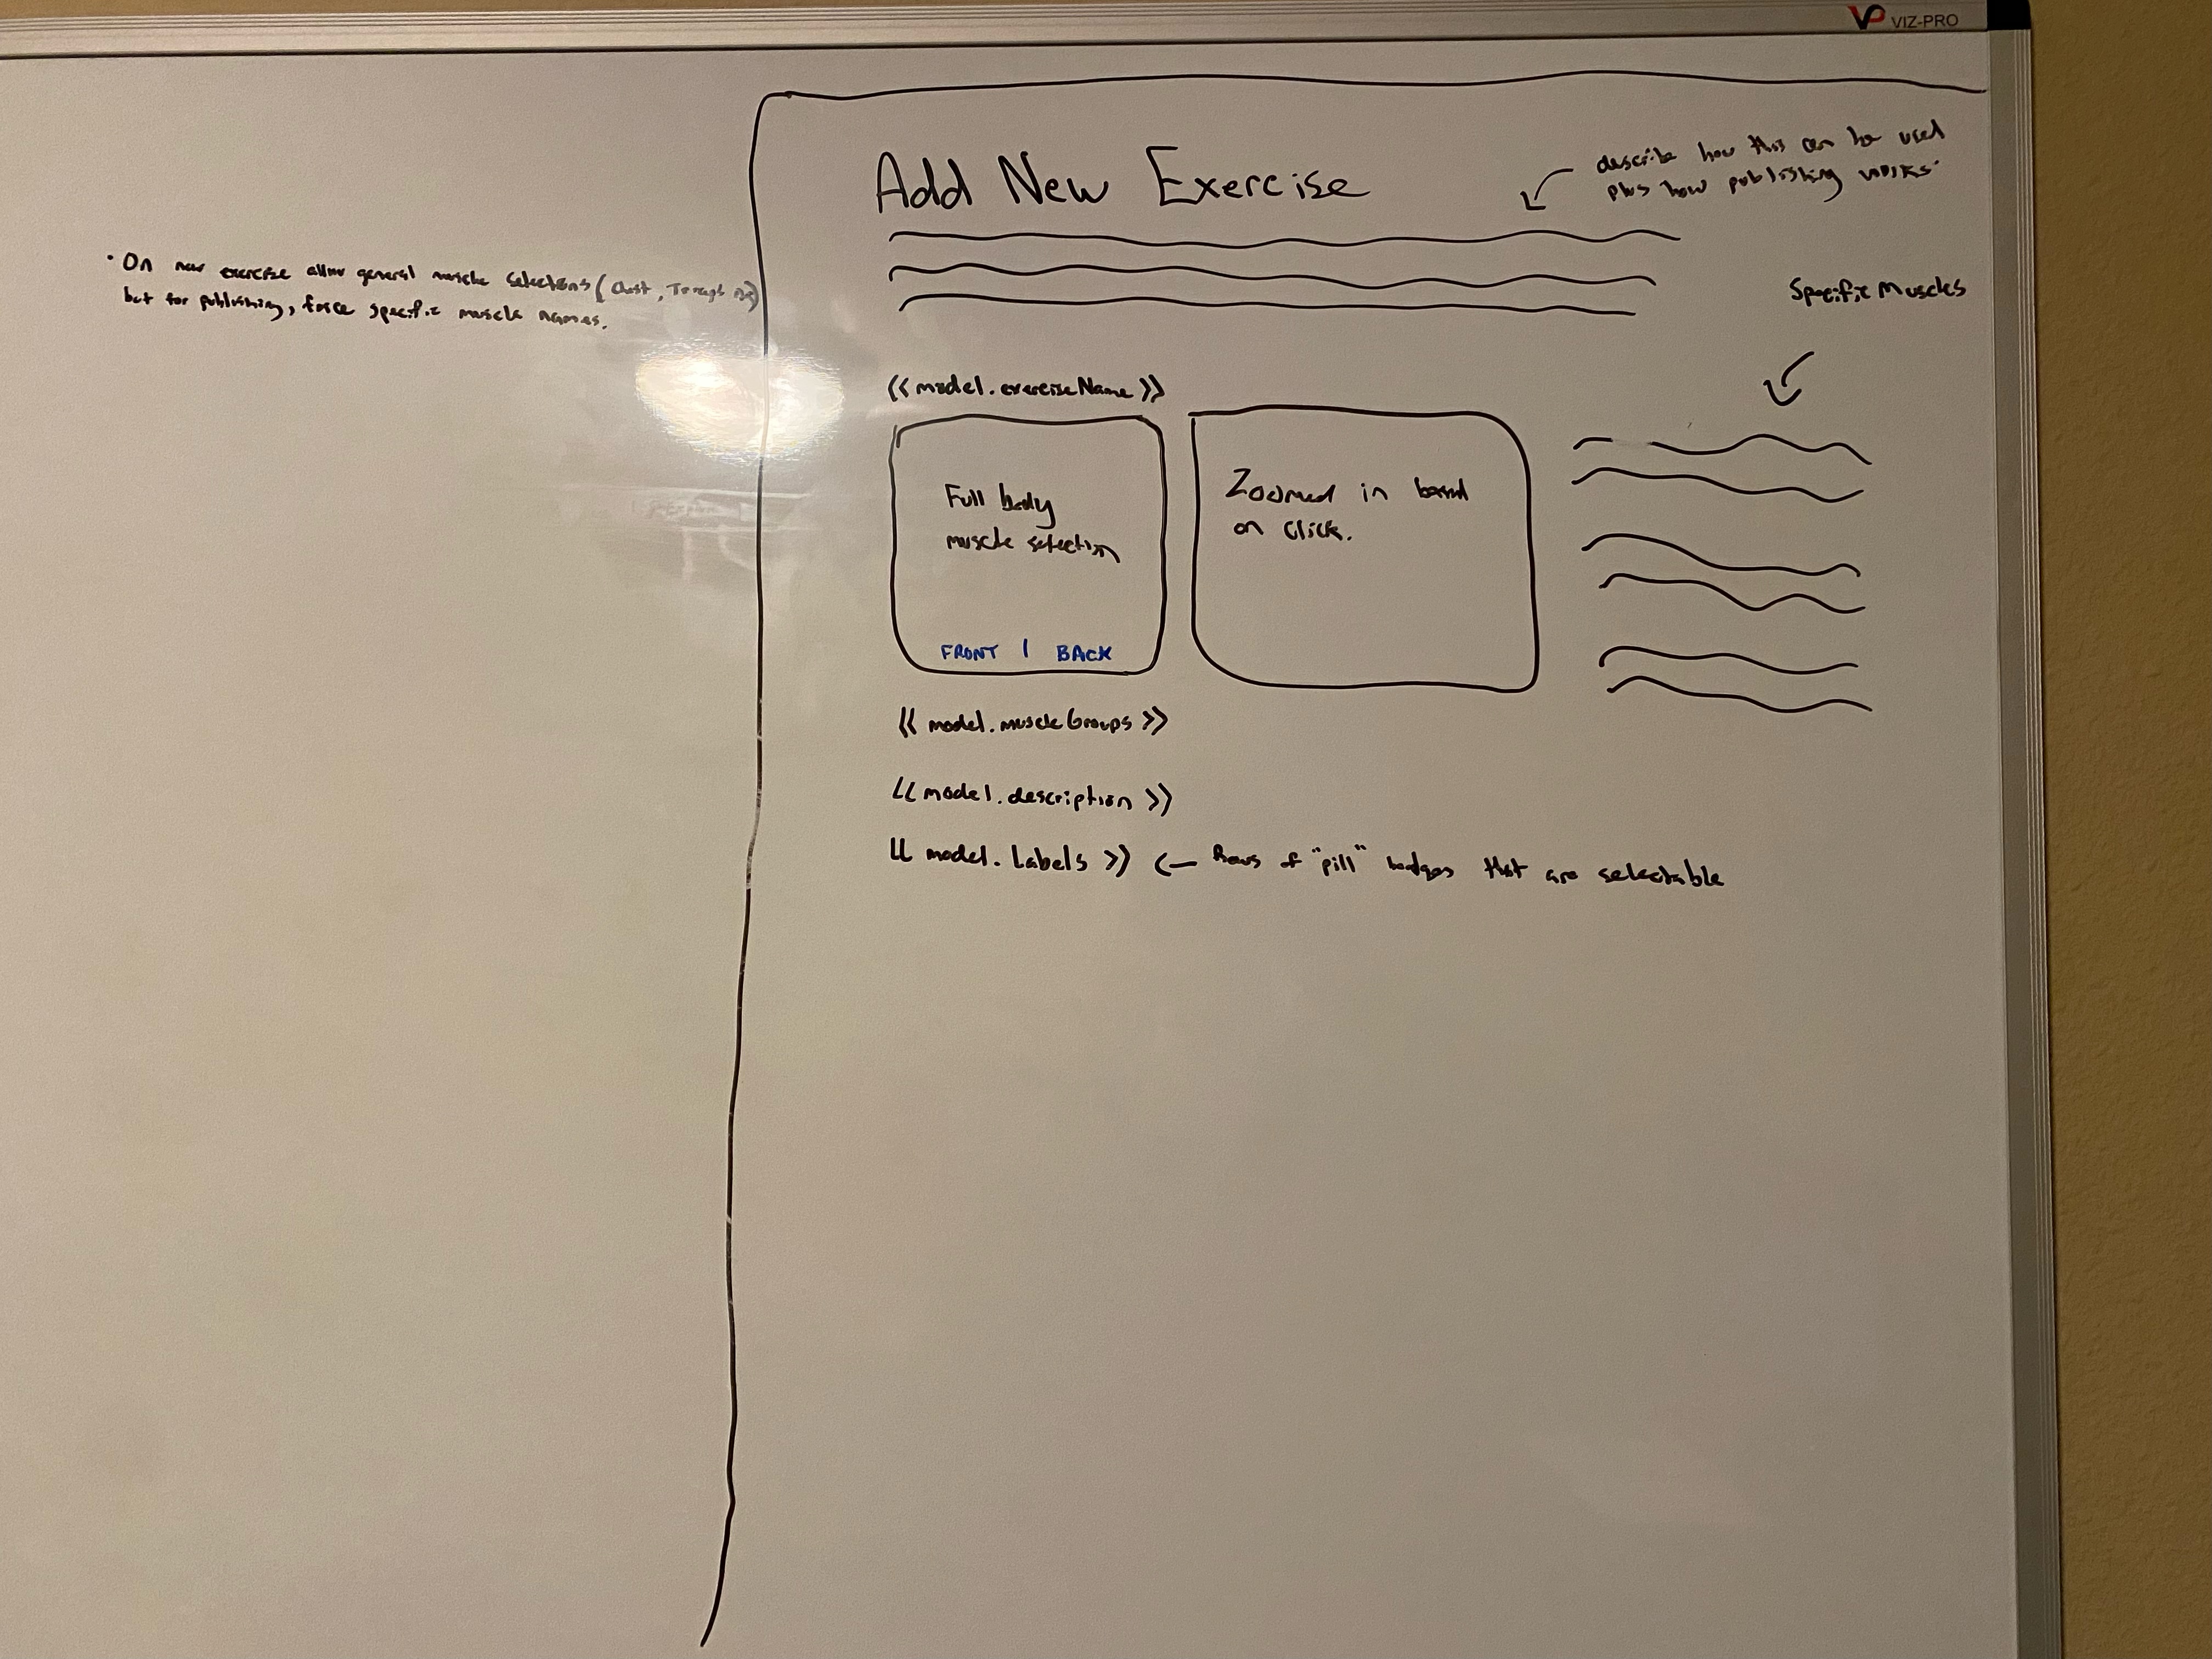 VP VIZ-PRO
Add New Exercise
describe how this can be used
plus how publishing works.
· On new exercise allow general muscle selections (Chest, Triceps
but for publishing, force specific muscle names.
Specific Muscles
<< model.exerciseName >>
Full body
muscle selection
FRONT | BACK
Zoomed in based
on click.
<< model.muscleGroups >>
<< model.description >>
<< model.Labels >> <— Rows of "pill" badges that are selectable